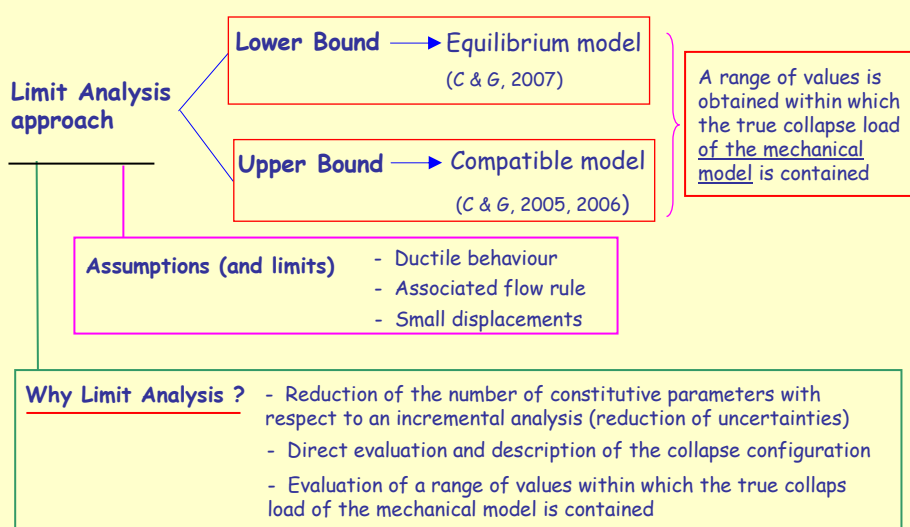 Lower Bound Equilibrium model
(C & G, 2007)
Limit Analysis
approach
Upper Bound Compatible model
(C & G, 2005, 2006)
A range of values is
obtained within which
the true collapse load
of the mechanical
model is contained
Assumptions (and limits)
- Ductile behaviour
- Associated flow rule
- Small displacements
Why Limit Analysis ?
- Reduction of the number of constitutive parameters with
respect to an incremental analysis (reduction of uncertainties)
- Direct evaluation and description of the collapse configuration
- Evaluation of a range of values within which the true collaps
load of the mechanical model is contained